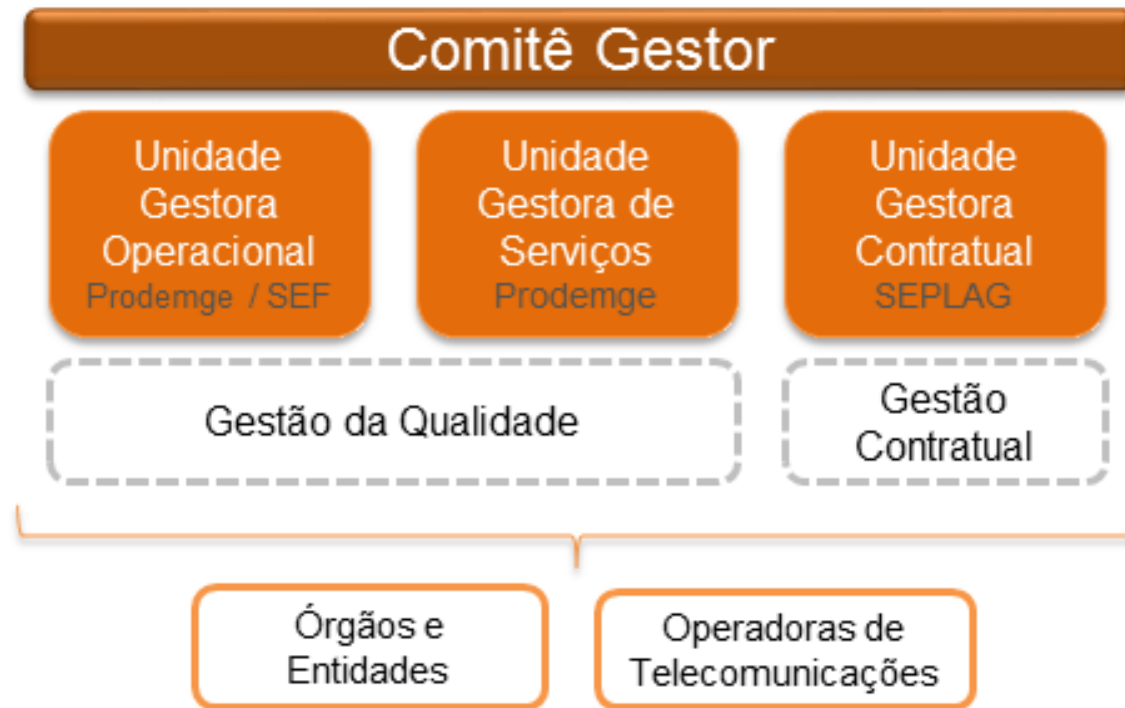 Comitê Gestor
Unidade
Gestora
Operacional
Prodemge / SEF
Unidade
Gestora de
Serviços
Prodemge
Unidade
Gestora
Contratual
SEPLAG
Gestão da Qualidade
Gestão
Contratual
Órgãos e
Entidades
Operadoras de
Telecomunicações